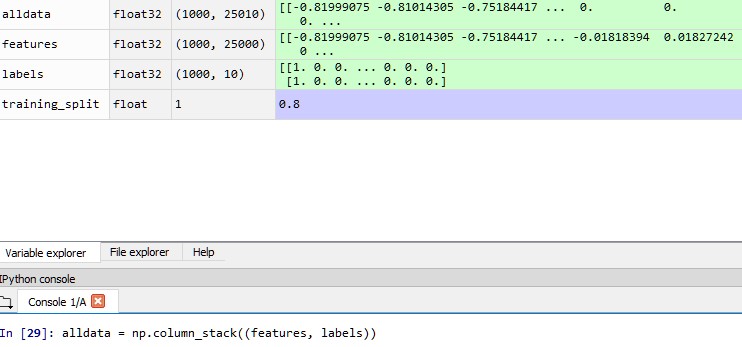 alldata float32 (1000, 25010) [[-0.81999075 -0.81014305 -0.75184417 ... 0. 0.
0. ...
features float32 (1000, 25000) [[-0.81999075 -0.81014305 -0.75184417 ... -0.01818394 0.01827242
0 ...
labels float32 (1000, 10) [[1. 0. 0. ... 0. 0. 0.]
[1. 0. 0. ... 0. 0. 0.]
training_split float 1 0.8
Variable explorer File explorer Help
IPython console
Console 1/A
In [29]: alldata = np.column_stack((features, labels))